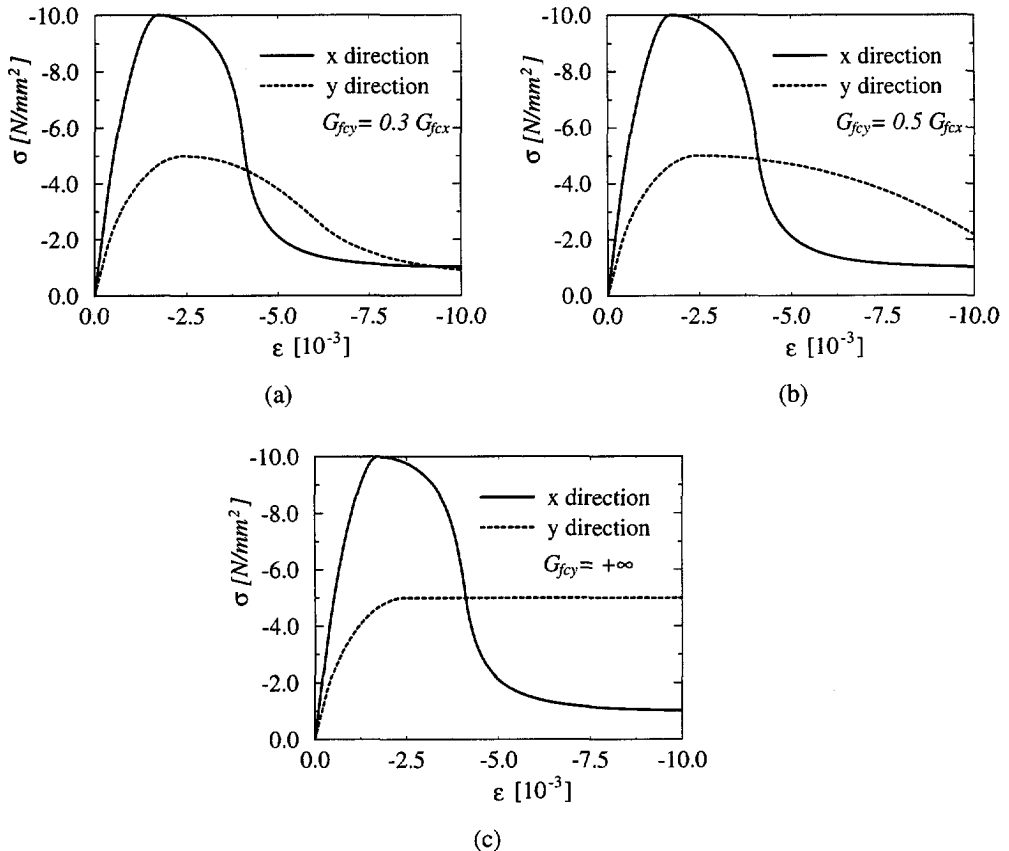 -10.0
-8.0
-6.0
-4.0
-2.0
0.0
σ [N/mm²]
x direction
y direction
G_fcy = 0.3 G_fcx
0.0 -2.5 -5.0 -7.5 -10.0
ε [10⁻³]
(a)
-10.0
-8.0
-6.0
-4.0
-2.0
0.0
σ [N/mm²]
x direction
y direction
G_fcy = 0.5 G_fcx
0.0 -2.5 -5.0 -7.5 -10.0
ε [10⁻³]
(b)
-10.0
-8.0
-6.0
-4.0
-2.0
0.0
σ [N/mm²]
x direction
y direction
G_fcy = +∞
0.0 -2.5 -5.0 -7.5 -10.0
ε [10⁻³]
(c)